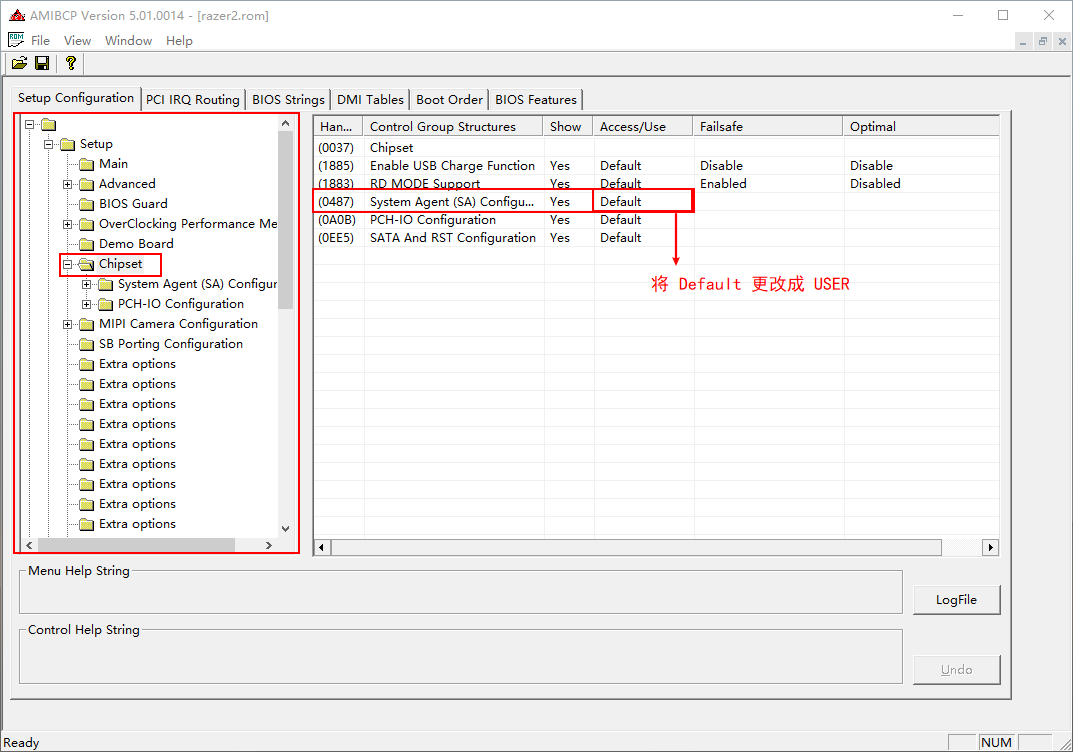 AMIBCP Version 5.01.0014 - [razer2.rom]
File View Window Help
Setup Configuration PCI IRQ Routing BIOS Strings DMI Tables Boot Order BIOS Features
Setup
Main
Advanced
BIOS Guard
OverClocking Performance Me
Demo Board
Chipset
System Agent (SA) Configur
PCH-IO Configuration
MIPI Camera Configuration
SB Porting Configuration
Extra options
Extra options
Extra options
Extra options
Extra options
Extra options
Extra options
Extra options
Extra options
Han... Control Group Structures Show Access/Use Failsafe Optimal
(0037) Chipset
(1885) Enable USB Charge Function Yes Default Disable Disable
(1883) RD MODE Support Yes Default Enabled Disabled
(0487) System Agent (SA) Configu... Yes Default
(0A0B) PCH-IO Configuration Yes Default
(0EE5) SATA And RST Configuration Yes Default
将 Default 更改成 USER
Menu Help String
LogFile
Control Help String
Undo
Ready NUM